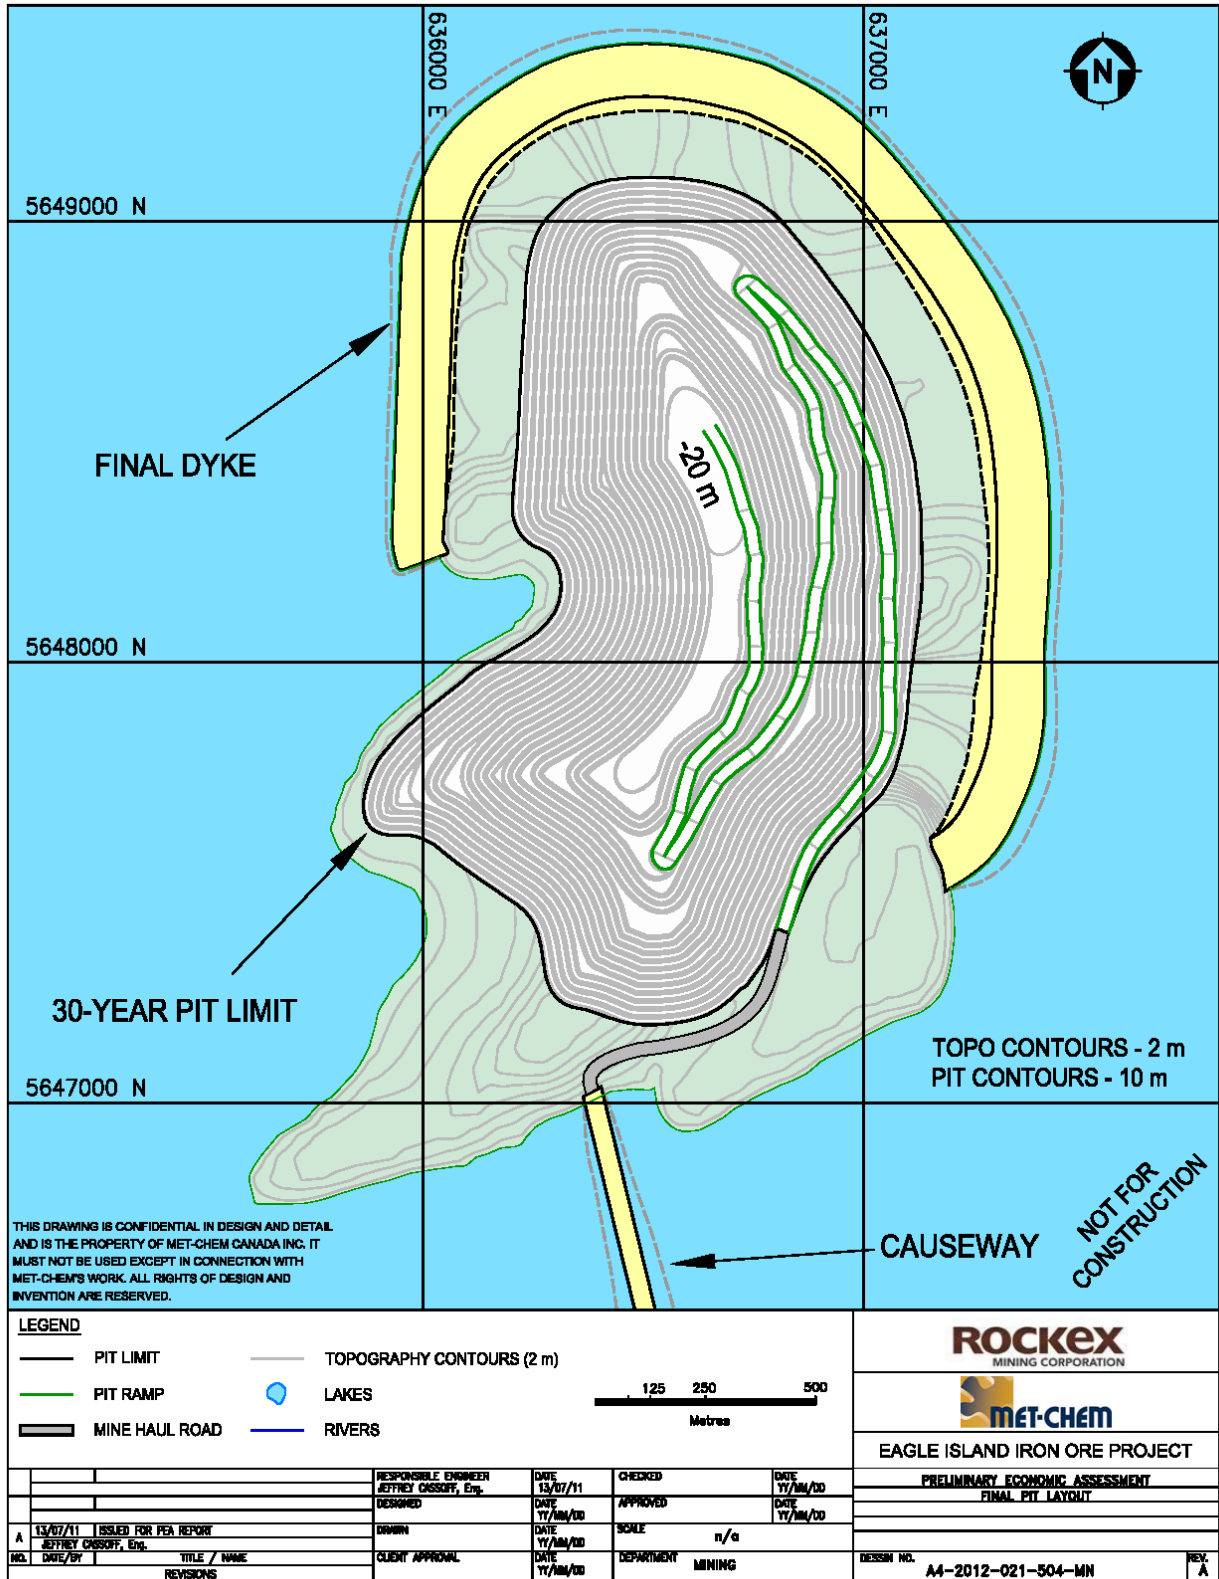 636000 E
637000 E
N
5649000 N
FINAL DYKE
-20 m
5648000 N
30-YEAR PIT LIMIT
TOPO CONTOURS - 2 m
PIT CONTOURS - 10 m
5647000 N
NOT FOR
CONSTRUCTION
CAUSEWAY
THIS DRAWING IS CONFIDENTIAL IN DESIGN AND DETAIL
AND IS THE PROPERTY OF MET-CHEM CANADA INC. IT
MUST NOT BE USED EXCEPT IN CONNECTION WITH
MET-CHEM'S WORK. ALL RIGHTS OF DESIGN AND
INVENTION ARE RESERVED.
LEGEND
PIT LIMIT
TOPOGRAPHY CONTOURS (2 m)
PIT RAMP
LAKES
MINE HAUL ROAD
RIVERS
125 250 500
Metres
ROCKEX
MINING CORPORATION
MET-CHEM
EAGLE ISLAND IRON ORE PROJECT
PRELIMINARY ECONOMIC ASSESSMENT
FINAL PIT LAYOUT
RESPONSIBLE ENGINEER
JEFFREY CASSOFF, Eng.
DATE
13/07/11
CHECKED
DATE
YY/MM/DD
DESIGNED
DATE
YY/MM/DD
APPROVED
DATE
YY/MM/DD
A
13/07/11 ISSUED FOR PEA REPORT
JEFFREY CASSOFF, Eng.
DRAWN
DATE
YY/MM/DD
SCALE
n/a
NO. DATE/BY TITLE / NAME
REVISIONS
CLIENT APPROVAL
DATE
YY/MM/DD
DEPARTMENT
MINING
DESSIN NO.
A4-2012-021-504-MN
REV.
A